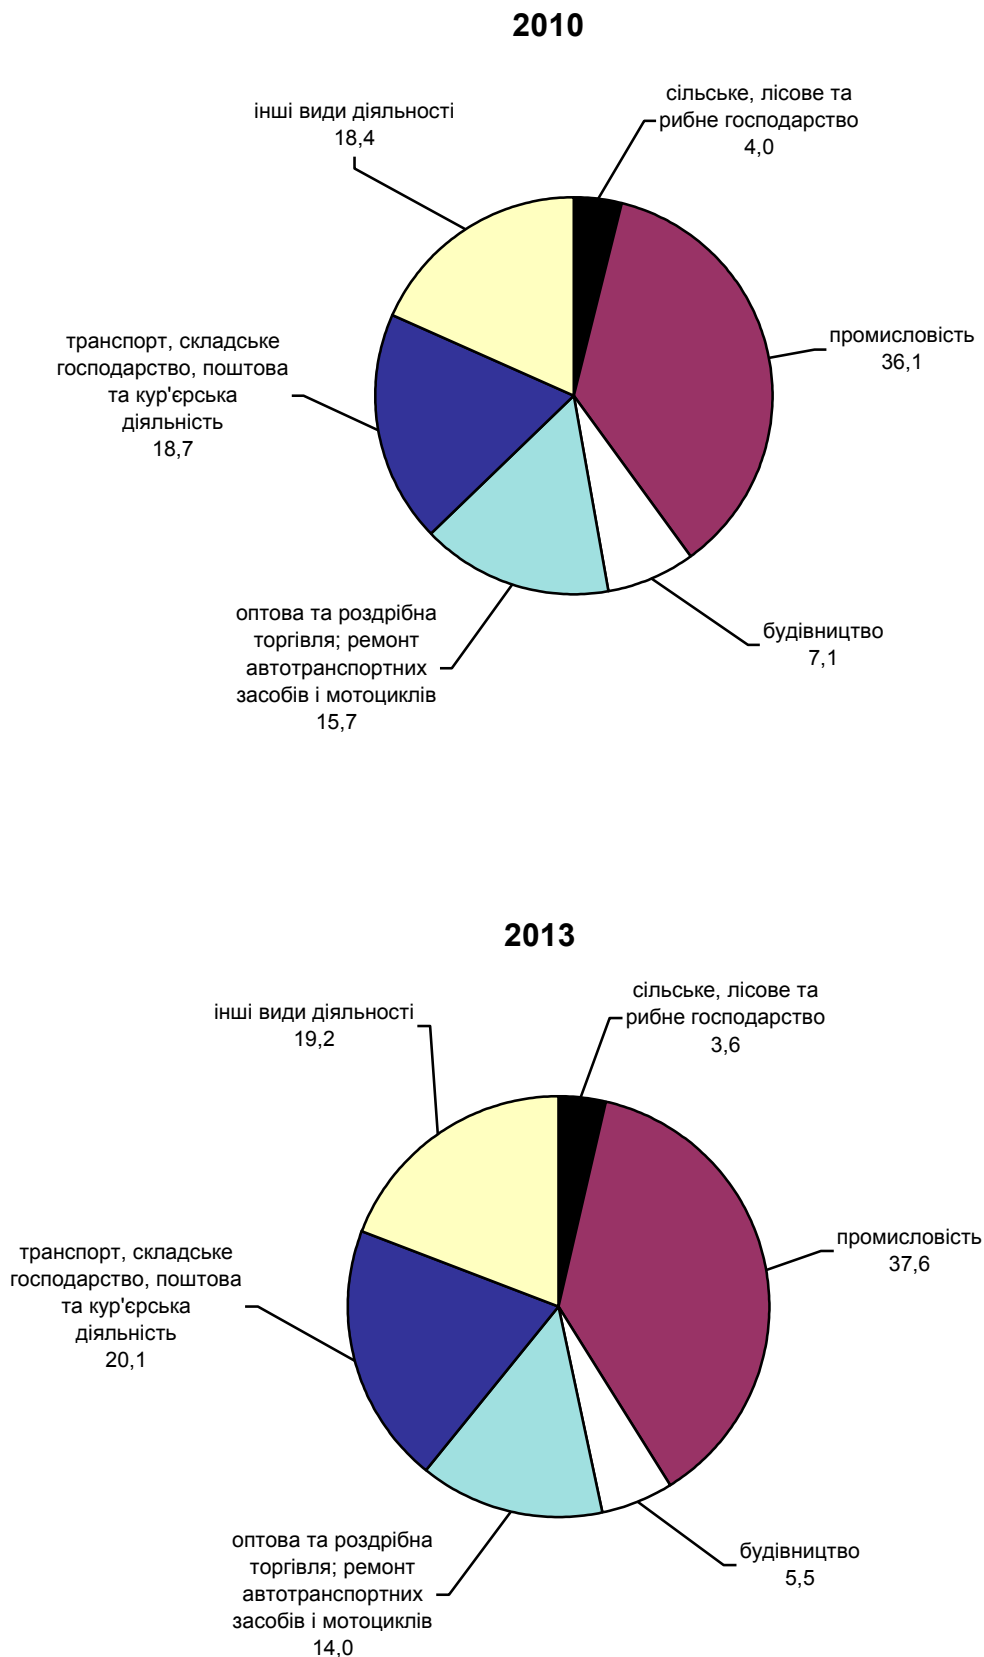 2010
інші види діяльності
18,4
сільське, лісове та
рибне господарство
4,0
промисловість
36,1
транспорт, складське
господарство, поштова
та кур'єрська
діяльність
18,7
оптова та роздрібна
торгівля; ремонт
автотранспортних
засобів і мотоциклів
15,7
будівництво
7,1
2013
інші види діяльності
19,2
сільське, лісове та
рибне господарство
3,6
промисловість
37,6
транспорт, складське
господарство, поштова
та кур'єрська
діяльність
20,1
оптова та роздрібна
торгівля; ремонт
автотранспортних
засобів і мотоциклів
14,0
будівництво
5,5